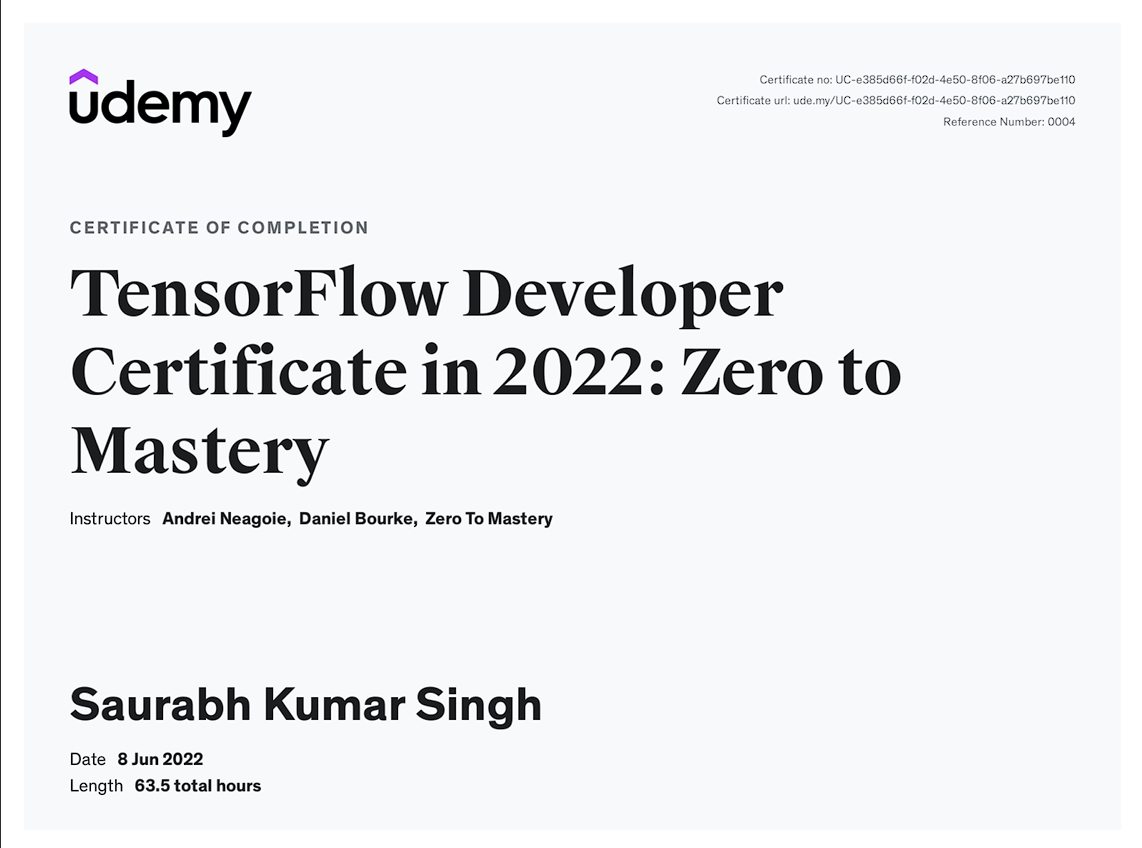 udemy
Certificate no: UC-e385d66f-f02d-4e50-8f06-a27b697be110
Certificate url: ude.my/UC-e385d66f-f02d-4e50-8f06-a27b697be110
Reference Number: 0004
CERTIFICATE OF COMPLETION
TensorFlow Developer
Certificate in 2022: Zero to
Mastery
Instructors Andrei Neagoie, Daniel Bourke, Zero To Mastery
Saurabh Kumar Singh
Date 8 Jun 2022
Length 63.5 total hours